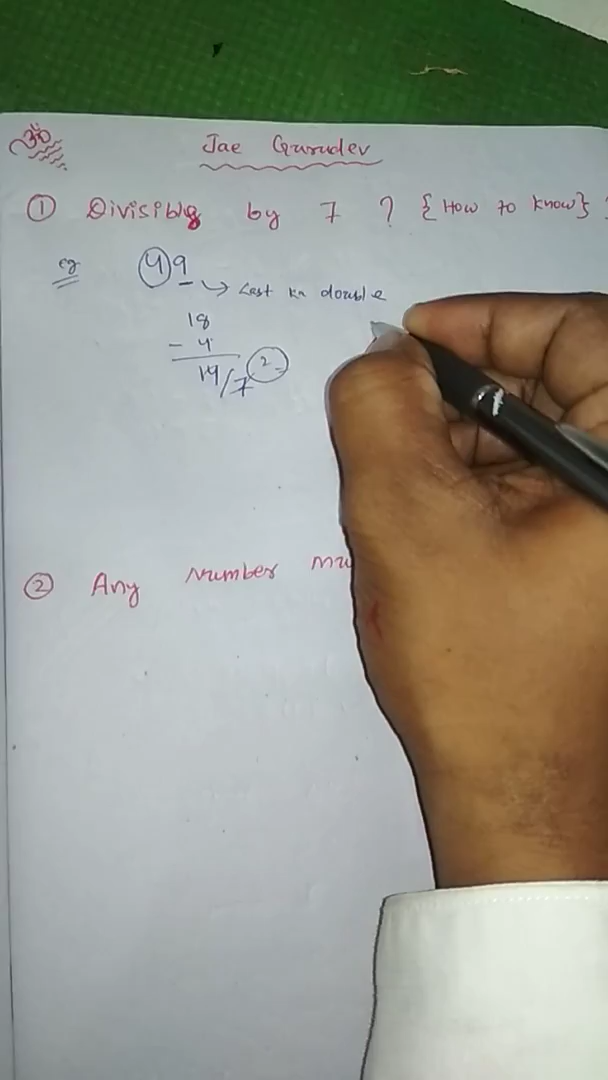 ॐ Jae Gurudev
① Divisible by 7 ? {How to know}
eg 49 → Last ka double
18
- 4
14/7 2
② Any Number mu